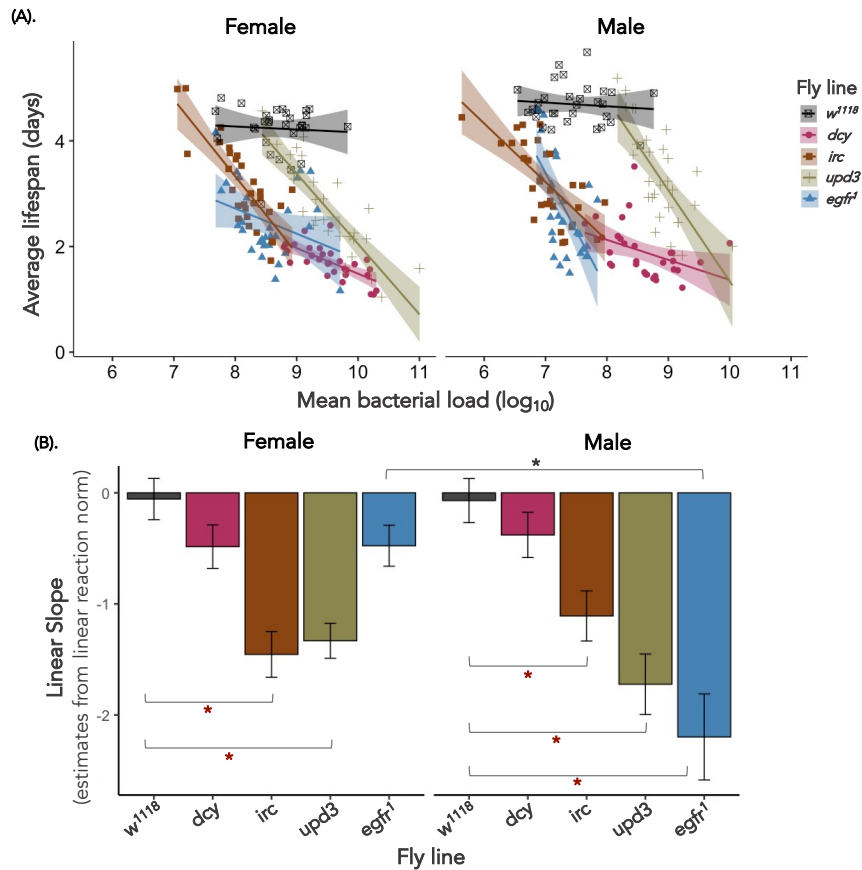 (A).
Female
Male
Average lifespan (days)
4
2
0
6 7 8 9 10 11
6 7 8 9 10 11
Mean bacterial load (log10)
Fly line
w1118
dcy
irc
upd3
egfr1
(B).
Female
Male
Linear Slope
(estimates from linear reaction norm)
0
-1
-2
*
*
*
*
*
*
w1118 dcy irc upd3 egfr1
w1118 dcy irc upd3 egfr1
Fly line